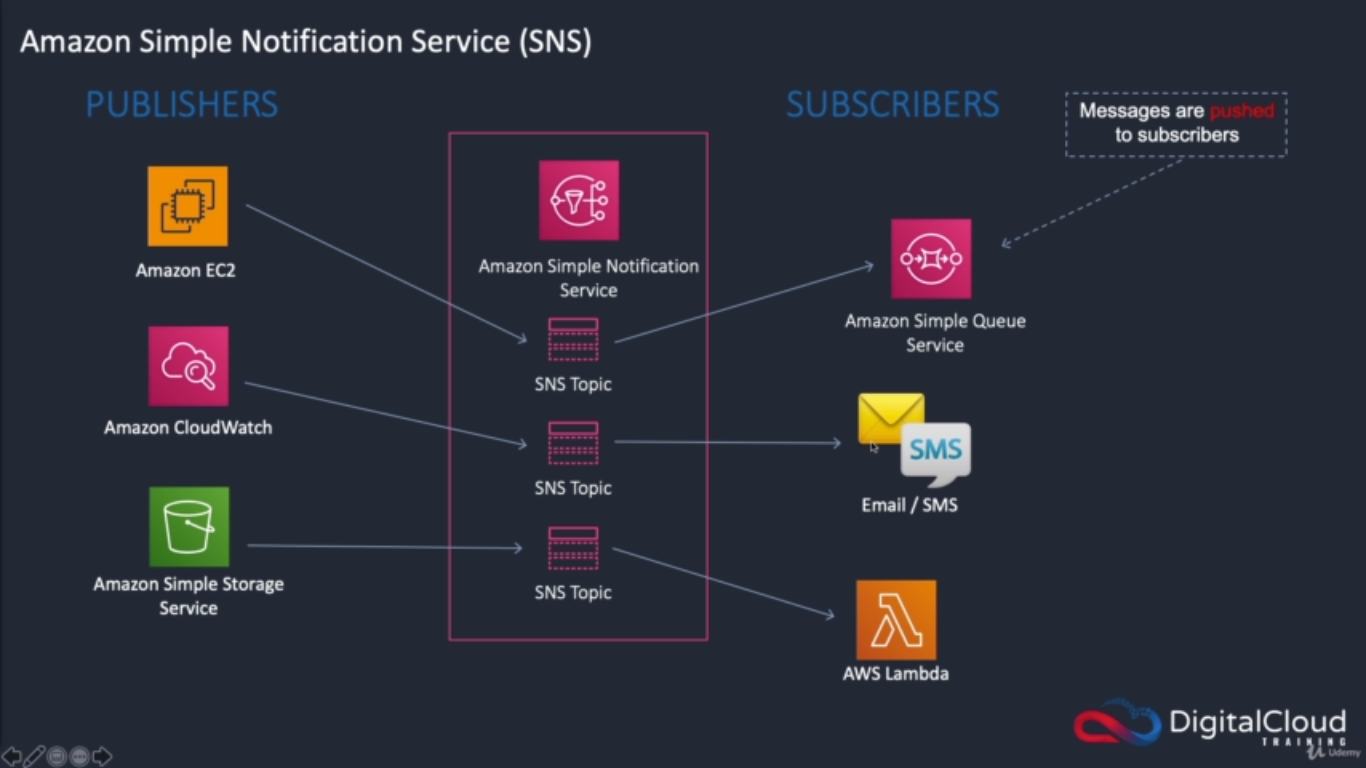 Amazon Simple Notification Service (SNS)
PUBLISHERS
SUBSCRIBERS
Messages are pushed
to subscribers
Amazon EC2
Amazon Simple Notification
Service
Amazon Simple Queue
Service
SNS Topic
Amazon CloudWatch
SMS
SNS Topic
Email / SMS
Amazon Simple Storage
Service
SNS Topic
AWS Lambda
DigitalCloud
TRAINING
Udemy